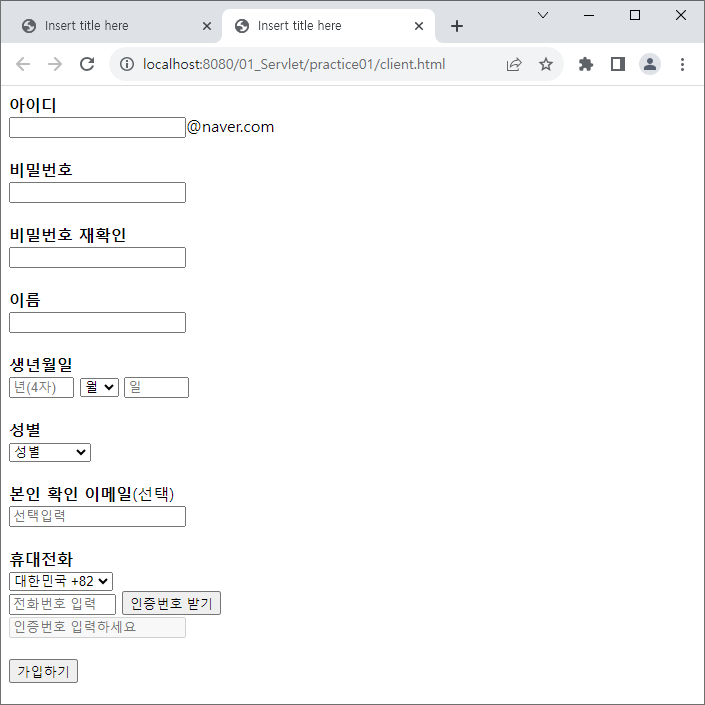 Insert title here
Insert title here
localhost:8080/01_Servlet/practice01/client.html
아이디
@naver.com
비밀번호
비밀번호 재확인
이름
생년월일
년(4자) 월 일
성별
성별
본인 확인 이메일(선택)
선택입력
휴대전화
대한민국 +82
전화번호 입력 인증번호 받기
인증번호 입력하세요
가입하기